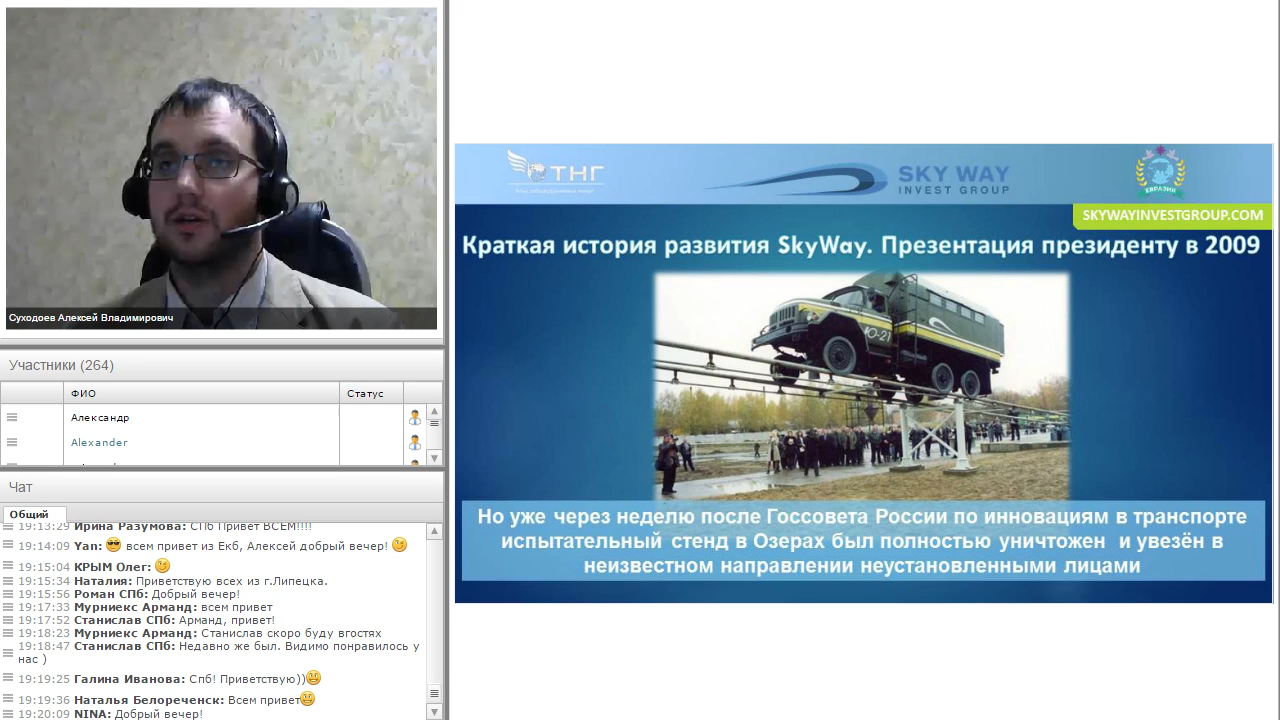 Суходоев Алексей Владимирович
Участники (264)
ФИО
Статус
Александр
Alexander
Чат
Общий
19:13:29 Ирина Разумова: СПб Привет ВСЕМ!!!!
19:14:09 Yan: всем привет из Екб, Алексей добрый вечер!
19:15:04 КРЫМ Олег:
19:15:34 Наталия: Приветствую всех из г.Липецка.
19:15:56 Роман СПб: Добрый вечер!
19:17:33 Мурниекс Арманд: всем привет
19:17:52 Станислав СПб: Арманд, привет!
19:18:23 Мурниекс Арманд: Станислав скоро буду вгостях
19:18:47 Станислав СПб: Недавно же был. Видимо понравилось у
нас )
19:19:25 Галина Иванова: Спб! Приветствую))
19:19:36 Наталья Белореченск: Всем привет
19:20:09 NINA: Добрый вечер!
ТНГ
SKY WAY
INVEST GROUP
ЕВРАЗИЯ
SKYWAYINVESTGROUP.COM
Краткая история развития SkyWay. Презентация президенту в 2009
Ю-21
Но уже через неделю после Госсовета России по инновациям в транспорте
испытательный стенд в Озерах был полностью уничтожен и увезён в
неизвестном направлении неустановленными лицами